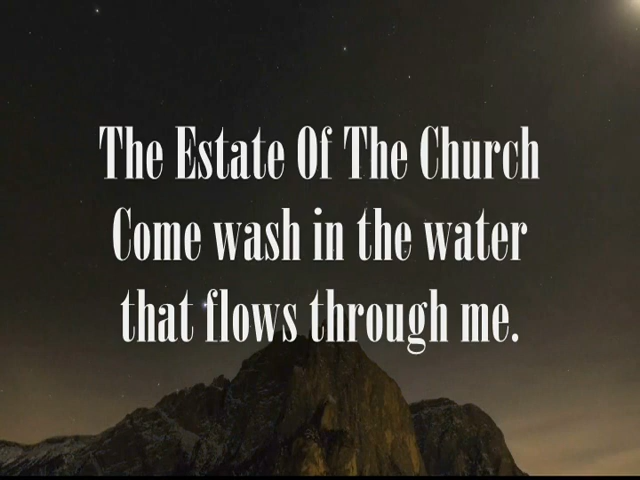 The Estate Of The Church
Come wash in the water
that flows through me.